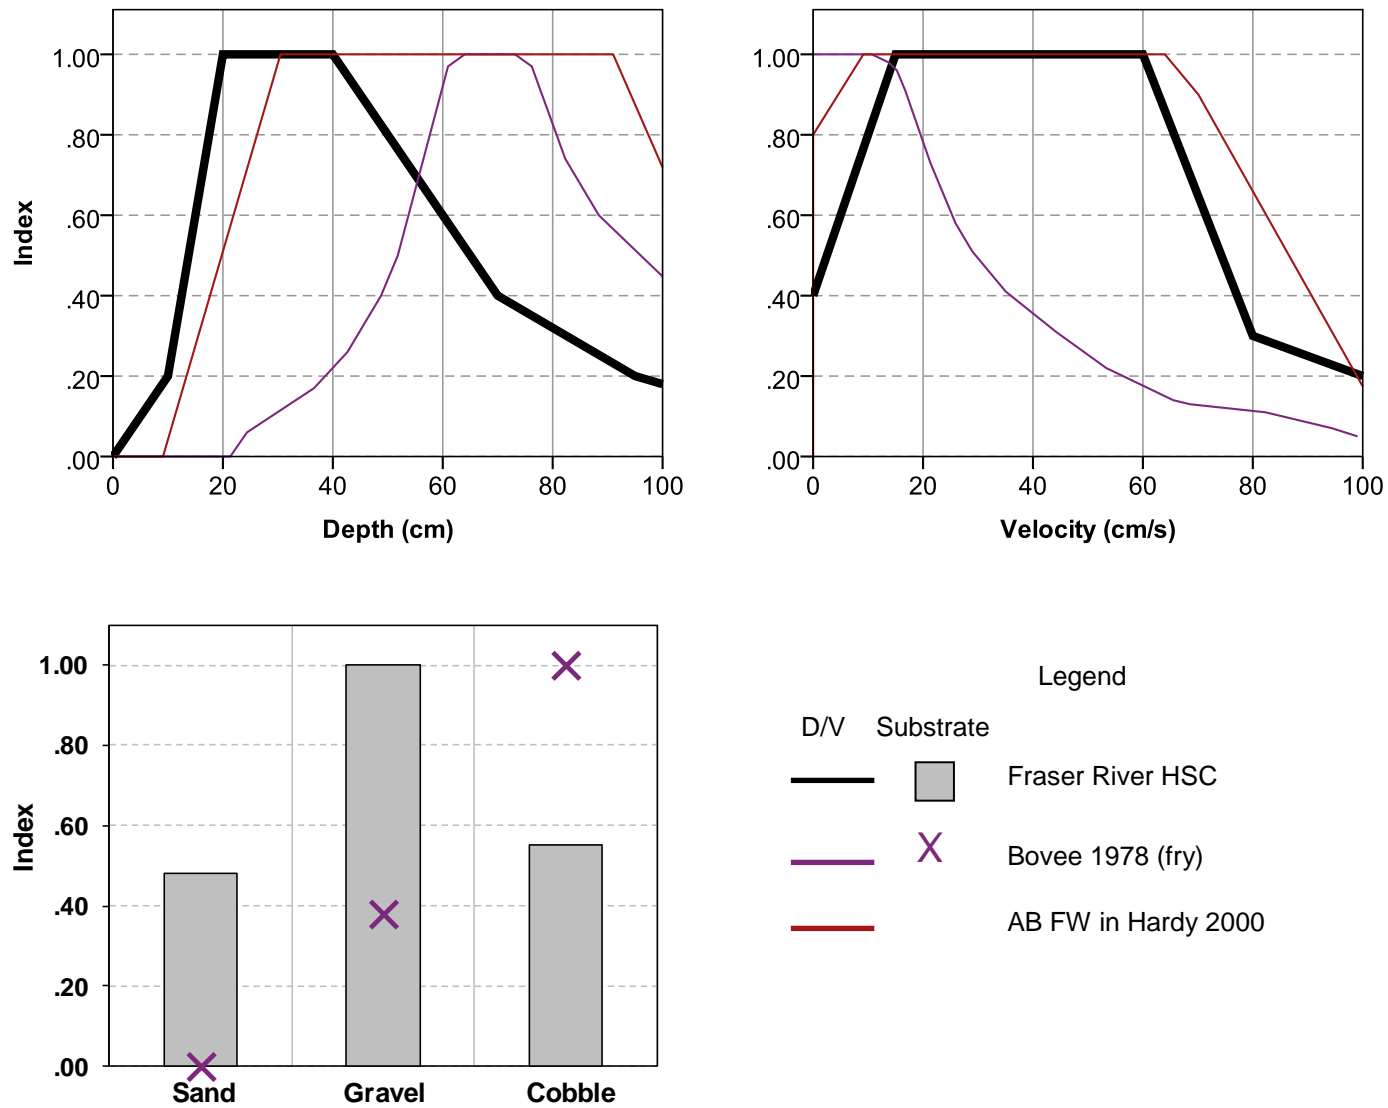 1.00
.80
.60
.40
.20
.00
Index
0 20 40 60 80 100
Depth (cm)
1.00
.80
.60
.40
.20
.00
0 20 40 60 80 100
Velocity (cm/s)
1.00
.80
.60
.40
.20
.00
Index
Sand Gravel Cobble
Legend
D/V Substrate
Fraser River HSC
X Bovee 1978 (fry)
AB FW in Hardy 2000